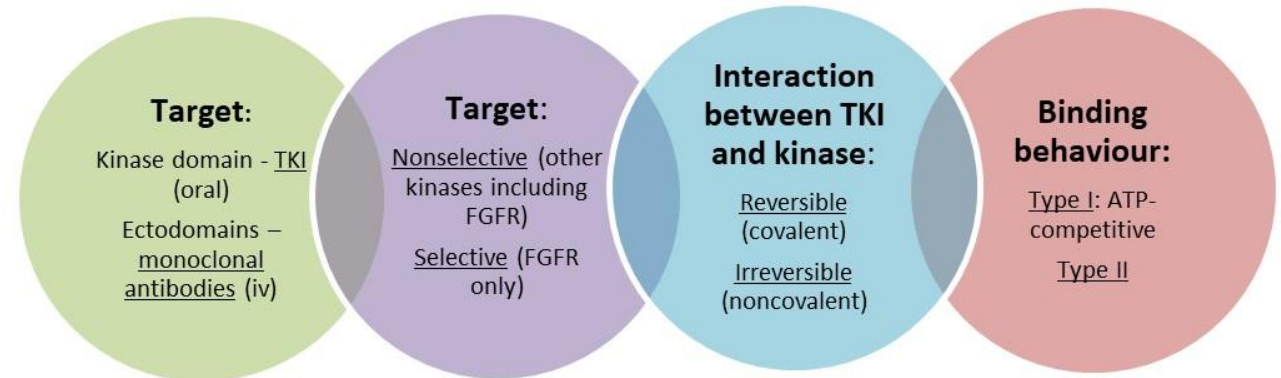 Target:
Kinase domain - TKI
(oral)
Ectodomains –
monoclonal
antibodies (iv)
Target:
Nonselective (other
kinases including
FGFR)
Selective (FGFR
only)
Interaction
between TKI
and kinase:
Reversible
(covalent)
Irreversible
(noncovalent)
Binding
behaviour:
Type I: ATP-
competitive
Type II